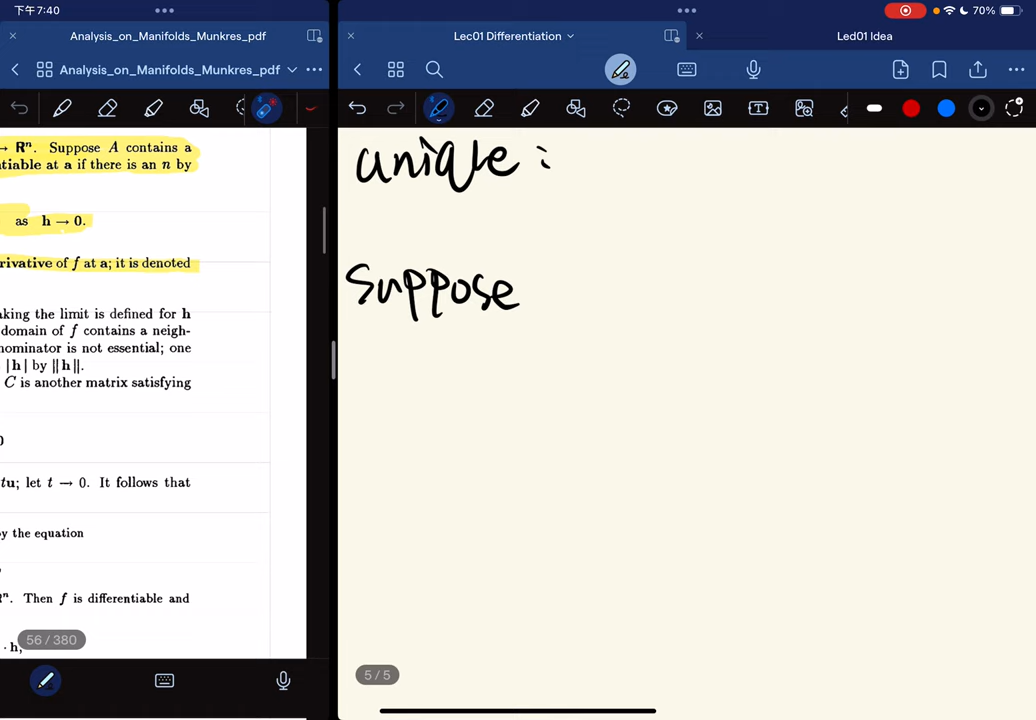 下午7:40
70%
Analysis_on_Manifolds_Munkres_pdf
Analysis_on_Manifolds_Munkres_pdf
→ Rⁿ. Suppose A contains a
tiable at a if there is an n by
as h → 0.
rivative of f at a; it is denoted
king the limit is defined for h
domain of f contains a neigh-
nominator is not essential; one
|h| by ‖h‖.
C is another matrix satisfying
0
tu; let t → 0. It follows that
y the equation
Rⁿ. Then f is differentiable and
· h,
56 / 380
Lec01 Differentiation
Led01 Idea
unique :
suppose
5 / 5